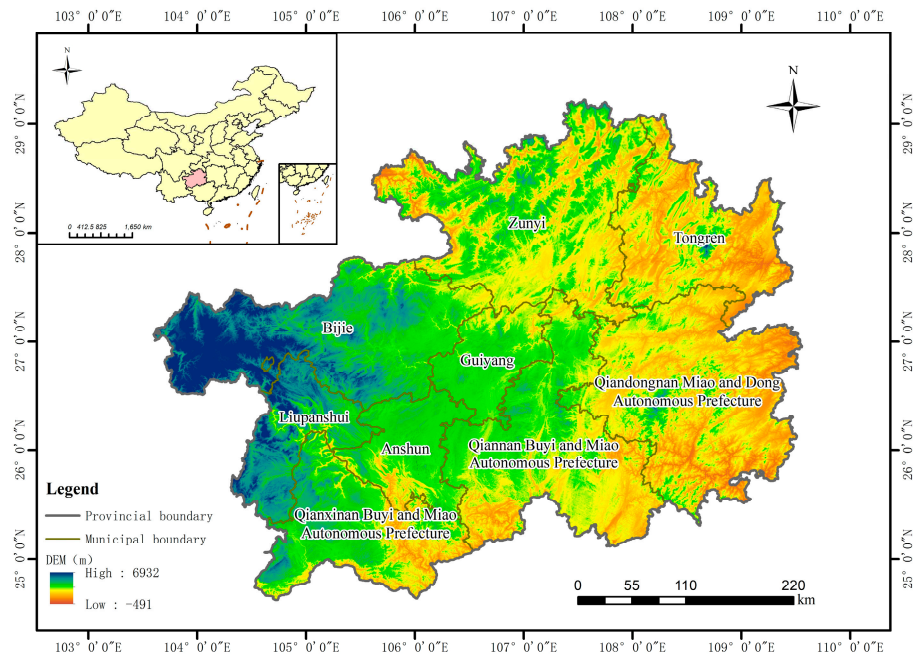 103° 0′0″E 104° 0′0″E 105° 0′0″E 106° 0′0″E 107° 0′0″E 108° 0′0″E 109° 0′0″E 110° 0′0″E
N
N
29° 0′0″N
29° 0′0″N
0 412.5 825 1,650 km
Zunyi
Tongren
28° 0′0″N
28° 0′0″N
Bijie
27° 0′0″N
27° 0′0″N
Guiyang
Qiandongnan Miao and Dong
Autonomous Prefecture
Liupanshui
Anshun
Qiannan Buyi and Miao
Autonomous Prefecture
26° 0′0″N
26° 0′0″N
Qianxinan Buyi and Miao
Autonomous Prefecture
25° 0′0″N
25° 0′0″N
Legend
Provincial boundary
Municipal boundary
DEM (m)
High : 6932
Low : -491
0 55 110 220
km
103° 0′0″E 104° 0′0″E 105° 0′0″E 106° 0′0″E 107° 0′0″E 108° 0′0″E 109° 0′0″E 110° 0′0″E